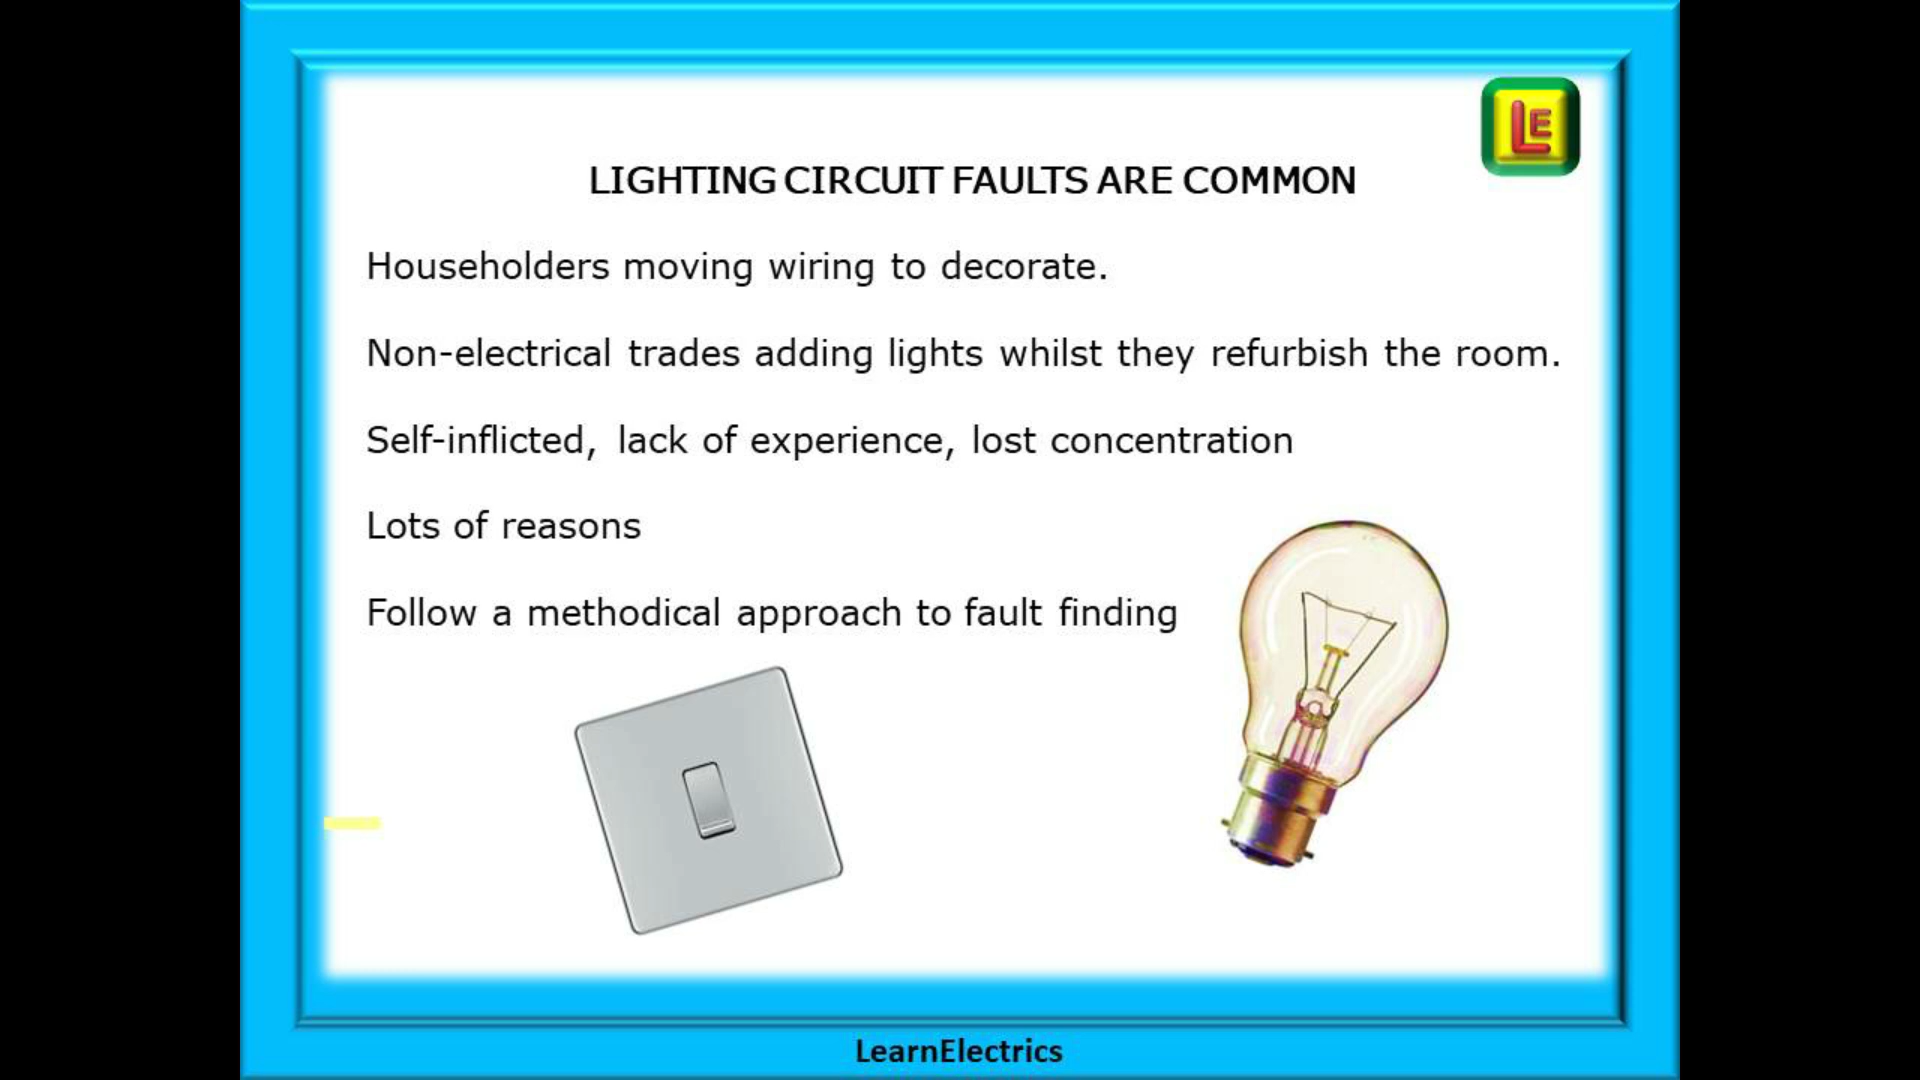 LE
LIGHTING CIRCUIT FAULTS ARE COMMON
Householders moving wiring to decorate.
Non-electrical trades adding lights whilst they refurbish the room.
Self-inflicted, lack of experience, lost concentration
Lots of reasons
Follow a methodical approach to fault finding
LearnElectrics